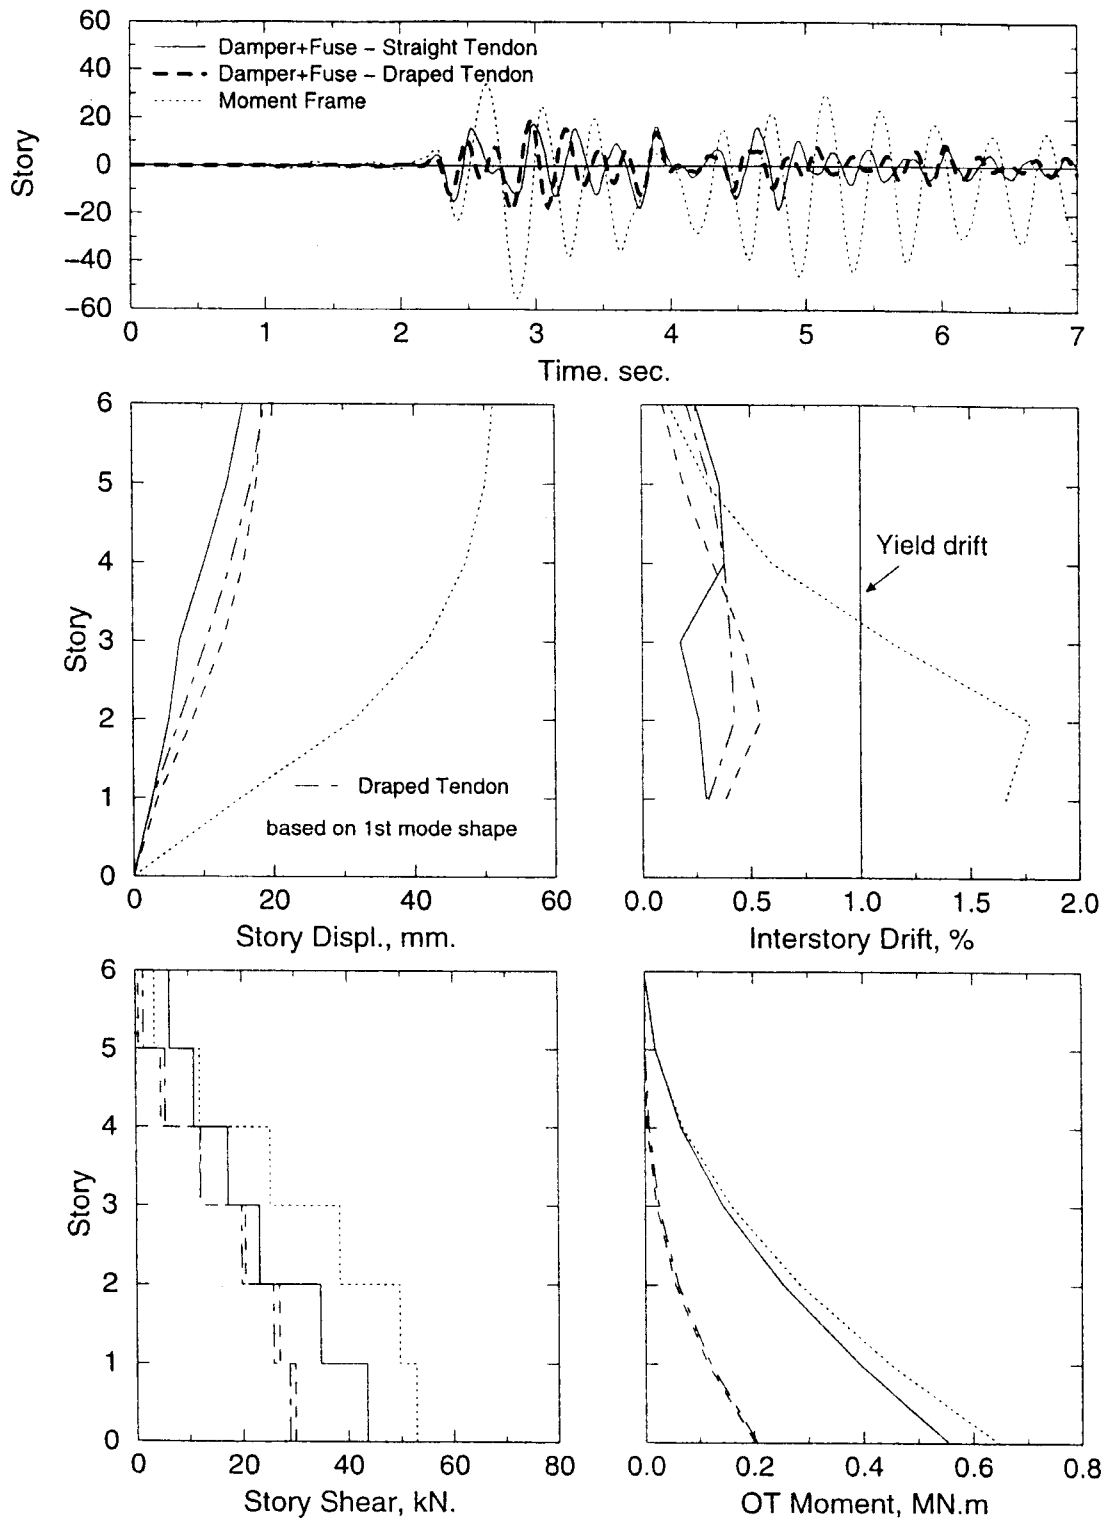 60
40
20
0
−20
−40
−60
Story
Damper+Fuse − Straight Tendon
Damper+Fuse − Draped Tendon
Moment Frame
0 1 2 3 4 5 6 7
Time. sec.
6
5
4
3
2
1
0
Story
Draped Tendon
based on 1st mode shape
0 20 40 60
Story Displ., mm.
Yield drift
0.0 0.5 1.0 1.5 2.0
Interstory Drift, %
6
5
4
3
2
1
0
Story
0 20 40 60 80
Story Shear, kN.
0.0 0.2 0.4 0.6 0.8
OT Moment, MN.m